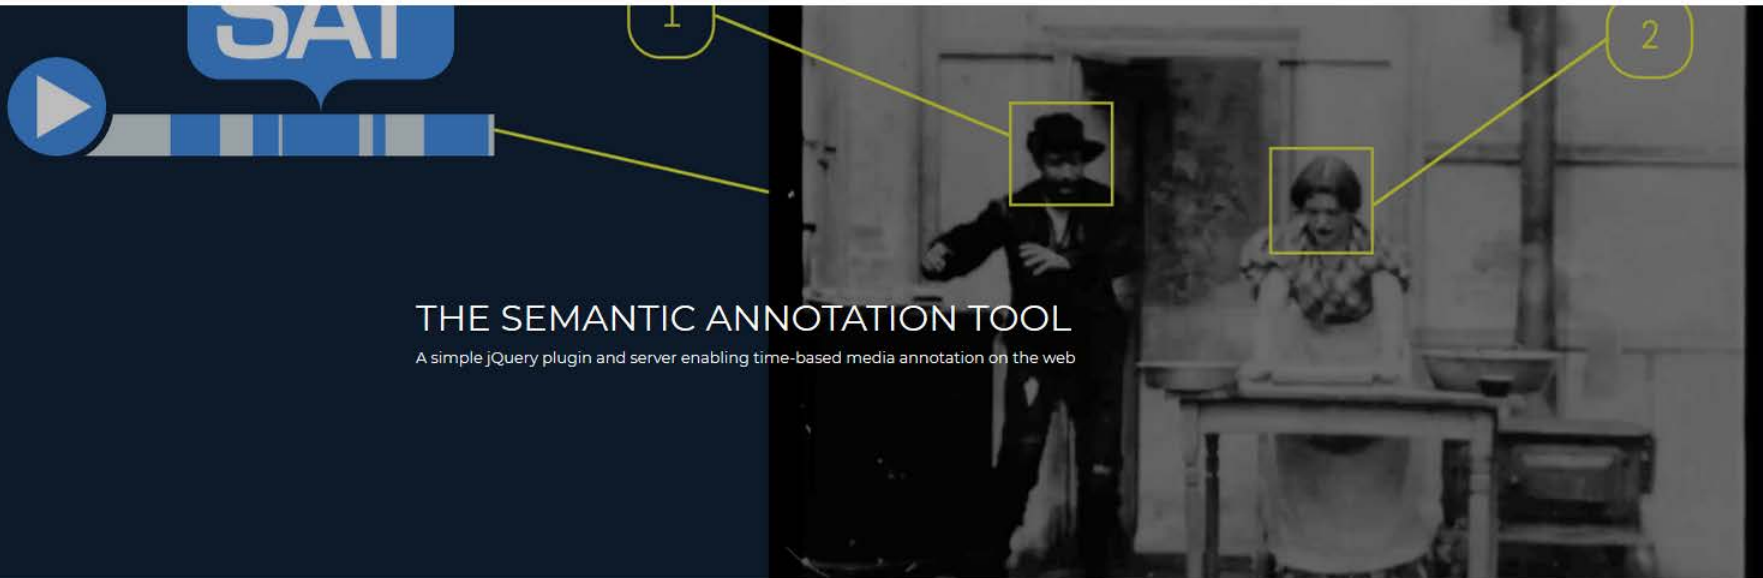 SAT
1
2
THE SEMANTIC ANNOTATION TOOL
A simple jQuery plugin and server enabling time-based media annotation on the web